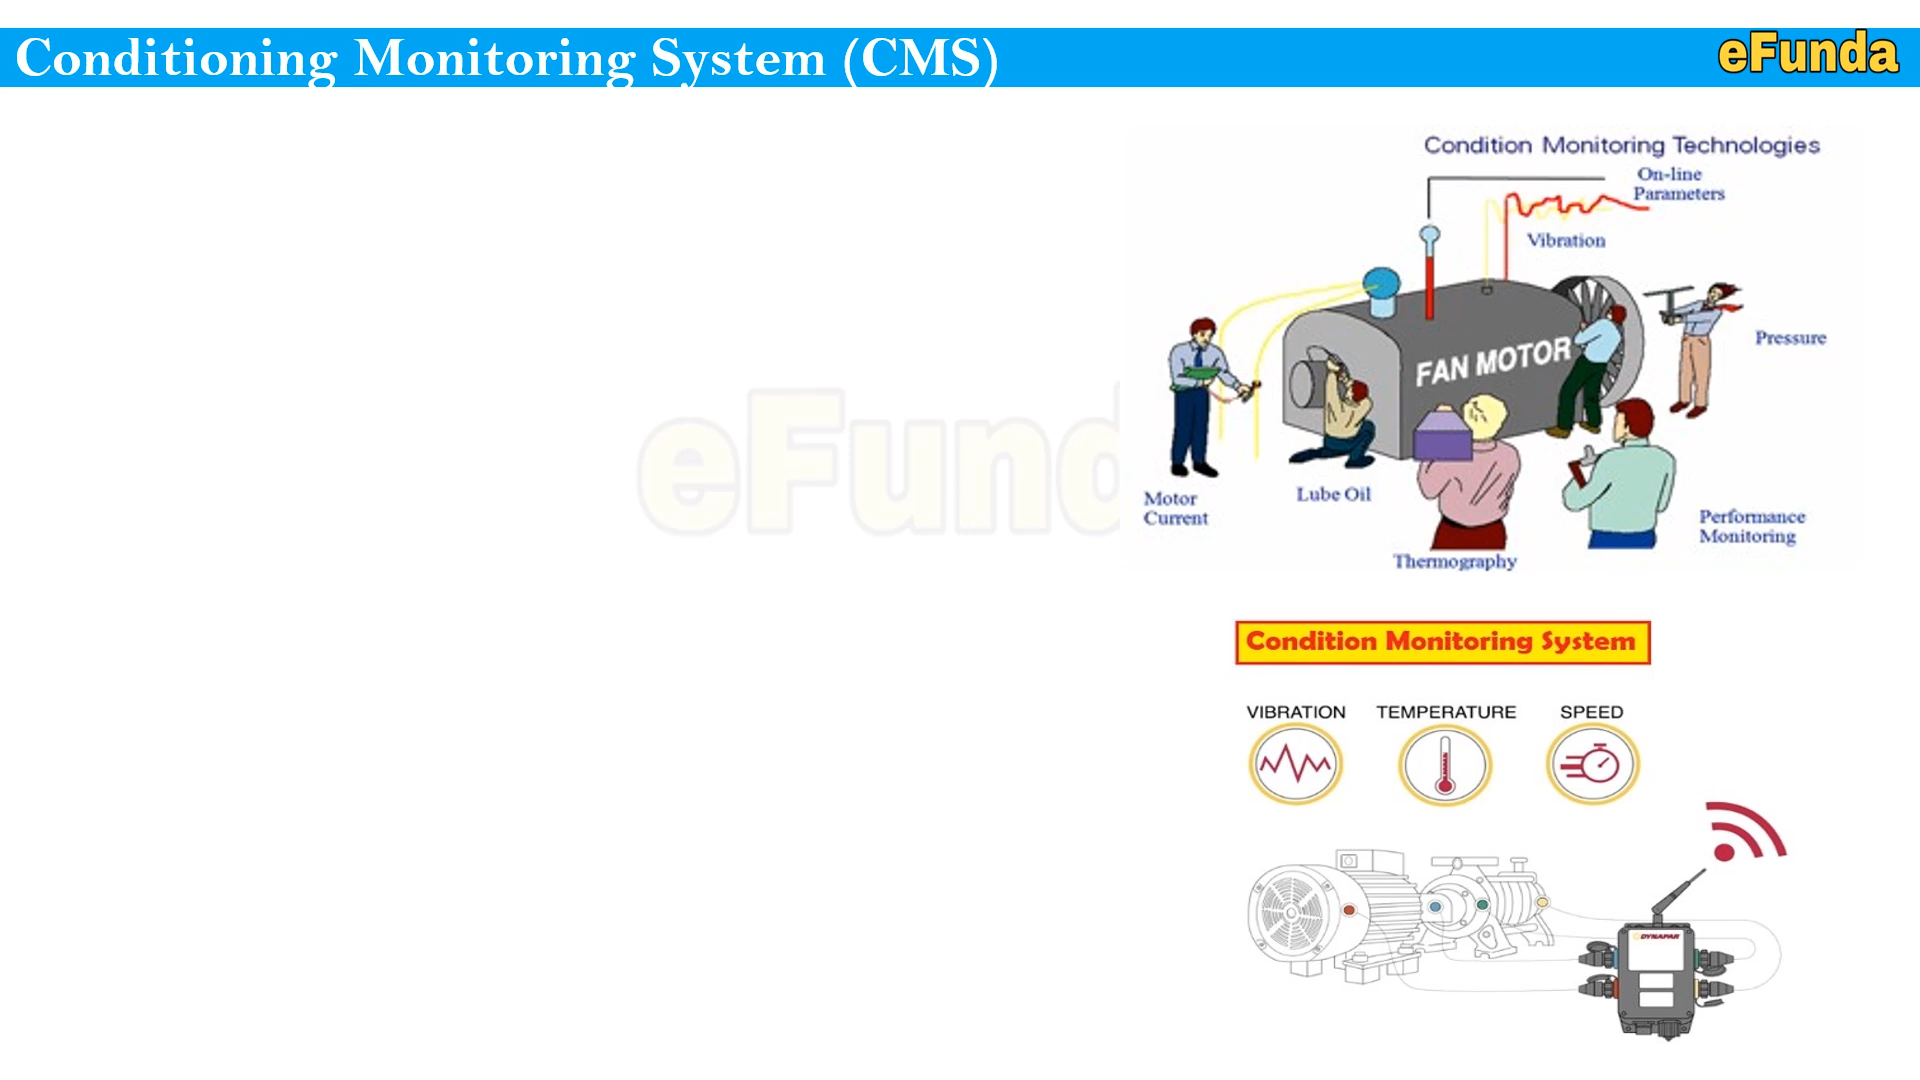 Conditioning Monitoring System (CMS)
eFunda
Condition Monitoring Technologies
On-line
Parameters
Vibration
FAN MOTOR
Pressure
Motor
Current
Lube Oil
Thermography
Performance
Monitoring
eFund
Condition Monitoring System
VIBRATION
TEMPERATURE
SPEED
DYNAPAR